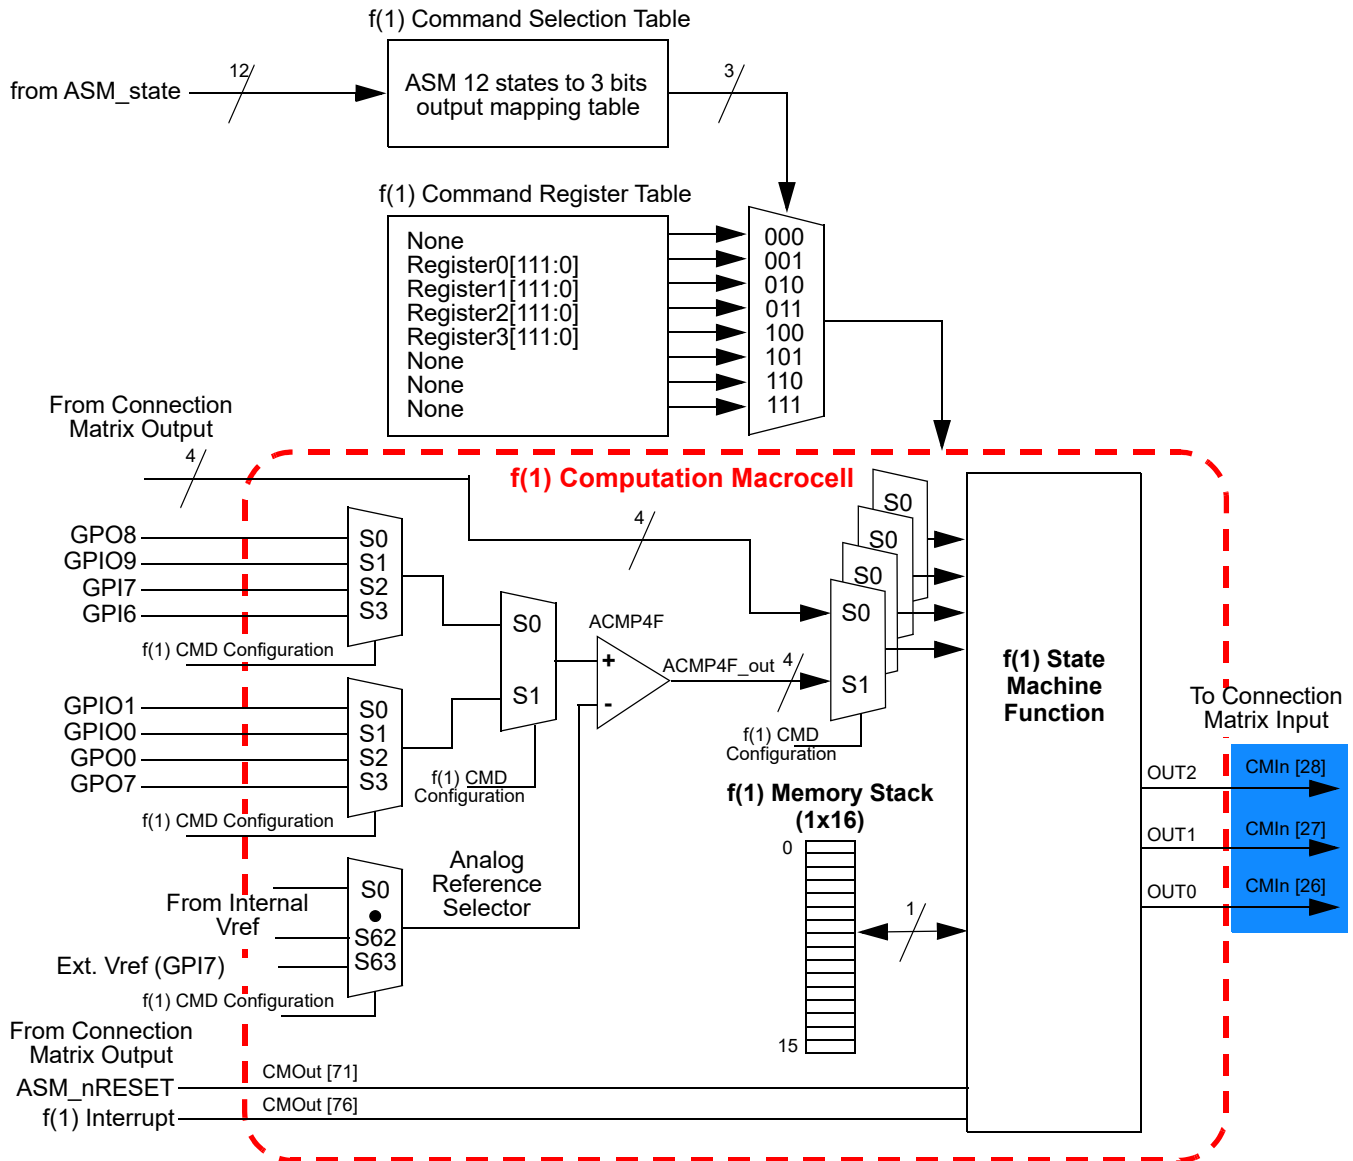 f(1) Command Selection Table
from ASM_state
12
ASM 12 states to 3 bits
output mapping table
3
f(1) Command Register Table
None
Register0[111:0]
Register1[111:0]
Register2[111:0]
Register3[111:0]
None
None
None
000
001
010
011
100
101
110
111
From Connection
Matrix Output
4
f(1) Computation Macrocell
4
GPO8
GPIO9
GPI7
GPI6
S0
S1
S2
S3
f(1) CMD Configuration
GPIO1
GPIO0
GPO0
GPO7
S0
S1
S2
S3
f(1) CMD Configuration
S0
S1
f(1) CMD
Configuration
ACMP4F
+
-
ACMP4F_out
4
S0
S0
S0
S0
S1
f(1) CMD
Configuration
f(1) State
Machine
Function
f(1) Memory Stack
(1x16)
0
15
1
Analog
Reference
Selector
From Internal
Vref
Ext. Vref (GPI7)
S0
S62
S63
f(1) CMD Configuration
From Connection
Matrix Output
ASM_nRESET
CMOut [71]
f(1) Interrupt
CMOut [76]
To Connection
Matrix Input
OUT2
CMIn [28]
OUT1
CMIn [27]
OUT0
CMIn [26]